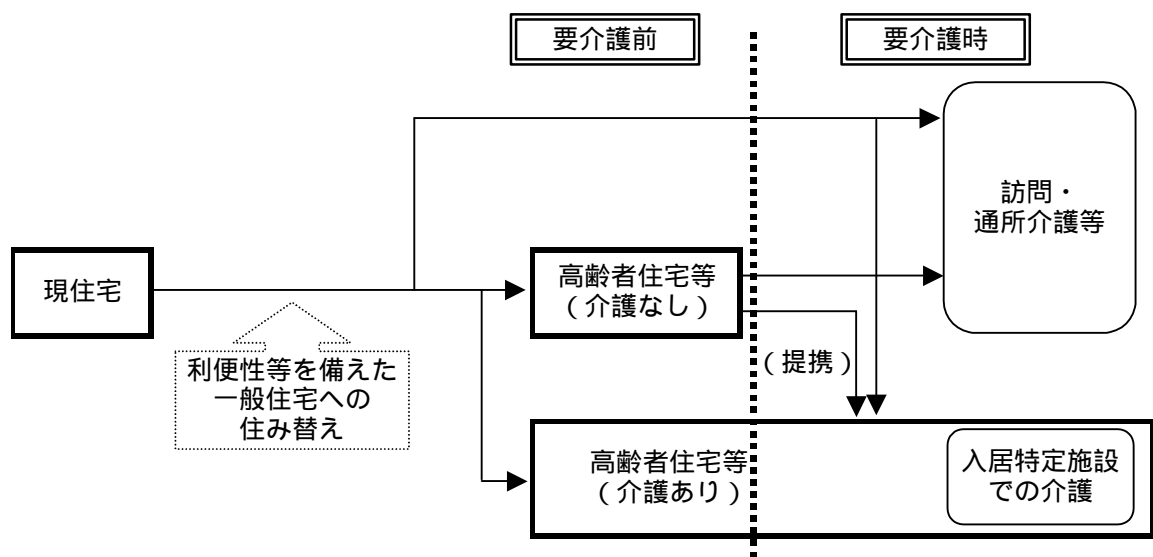 要介護前
要介護時
訪問・
通所介護等
現住宅
高齢者住宅等
（介護なし）
利便性等を備えた
一般住宅への
住み替え
（提携）
高齢者住宅等
（介護あり）
入居特定施設
での介護